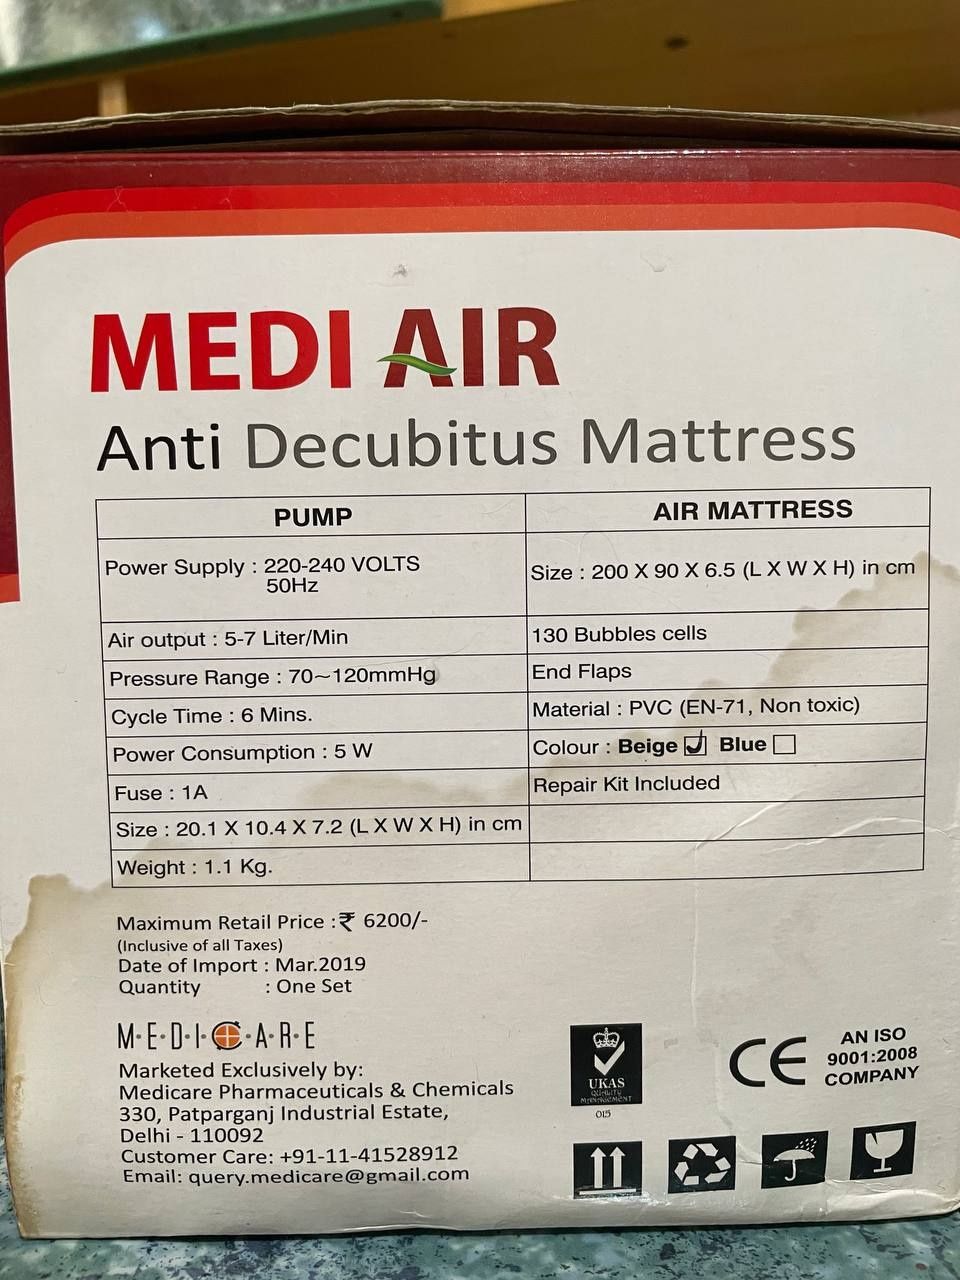 MEDI AIR
Anti Decubitus Mattress
PUMP
AIR MATTRESS
Power Supply : 220-240 VOLTS
50Hz
Size : 200 X 90 X 6.5 (L X W X H) in cm
Air output : 5-7 Liter/Min
130 Bubbles cells
Pressure Range : 70~120mmHg
End Flaps
Cycle Time : 6 Mins.
Material : PVC (EN-71, Non toxic)
Power Consumption : 5 W
Colour : Beige Blue
Fuse : 1A
Repair Kit Included
Size : 20.1 X 10.4 X 7.2 (L X W X H) in cm
Weight : 1.1 Kg.
Maximum Retail Price :₹ 6200/-
(Inclusive of all Taxes)
Date of Import : Mar.2019
Quantity : One Set
M·E·D·I·C·A·R·E
Marketed Exclusively by:
Medicare Pharmaceuticals & Chemicals
330, Patparganj Industrial Estate,
Delhi - 110092
Customer Care: +91-11-41528912
Email: query.medicare@gmail.com
UKAS
QUALITY
MANAGEMENT
015
CE
AN ISO
9001:2008
COMPANY